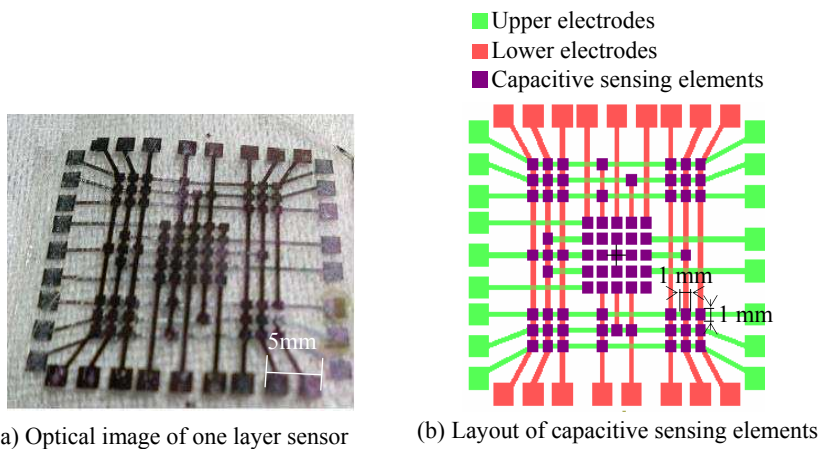 Upper electrodes
Lower electrodes
Capacitive sensing elements
5mm
1 mm
1 mm
a) Optical image of one layer sensor
(b) Layout of capacitive sensing elements